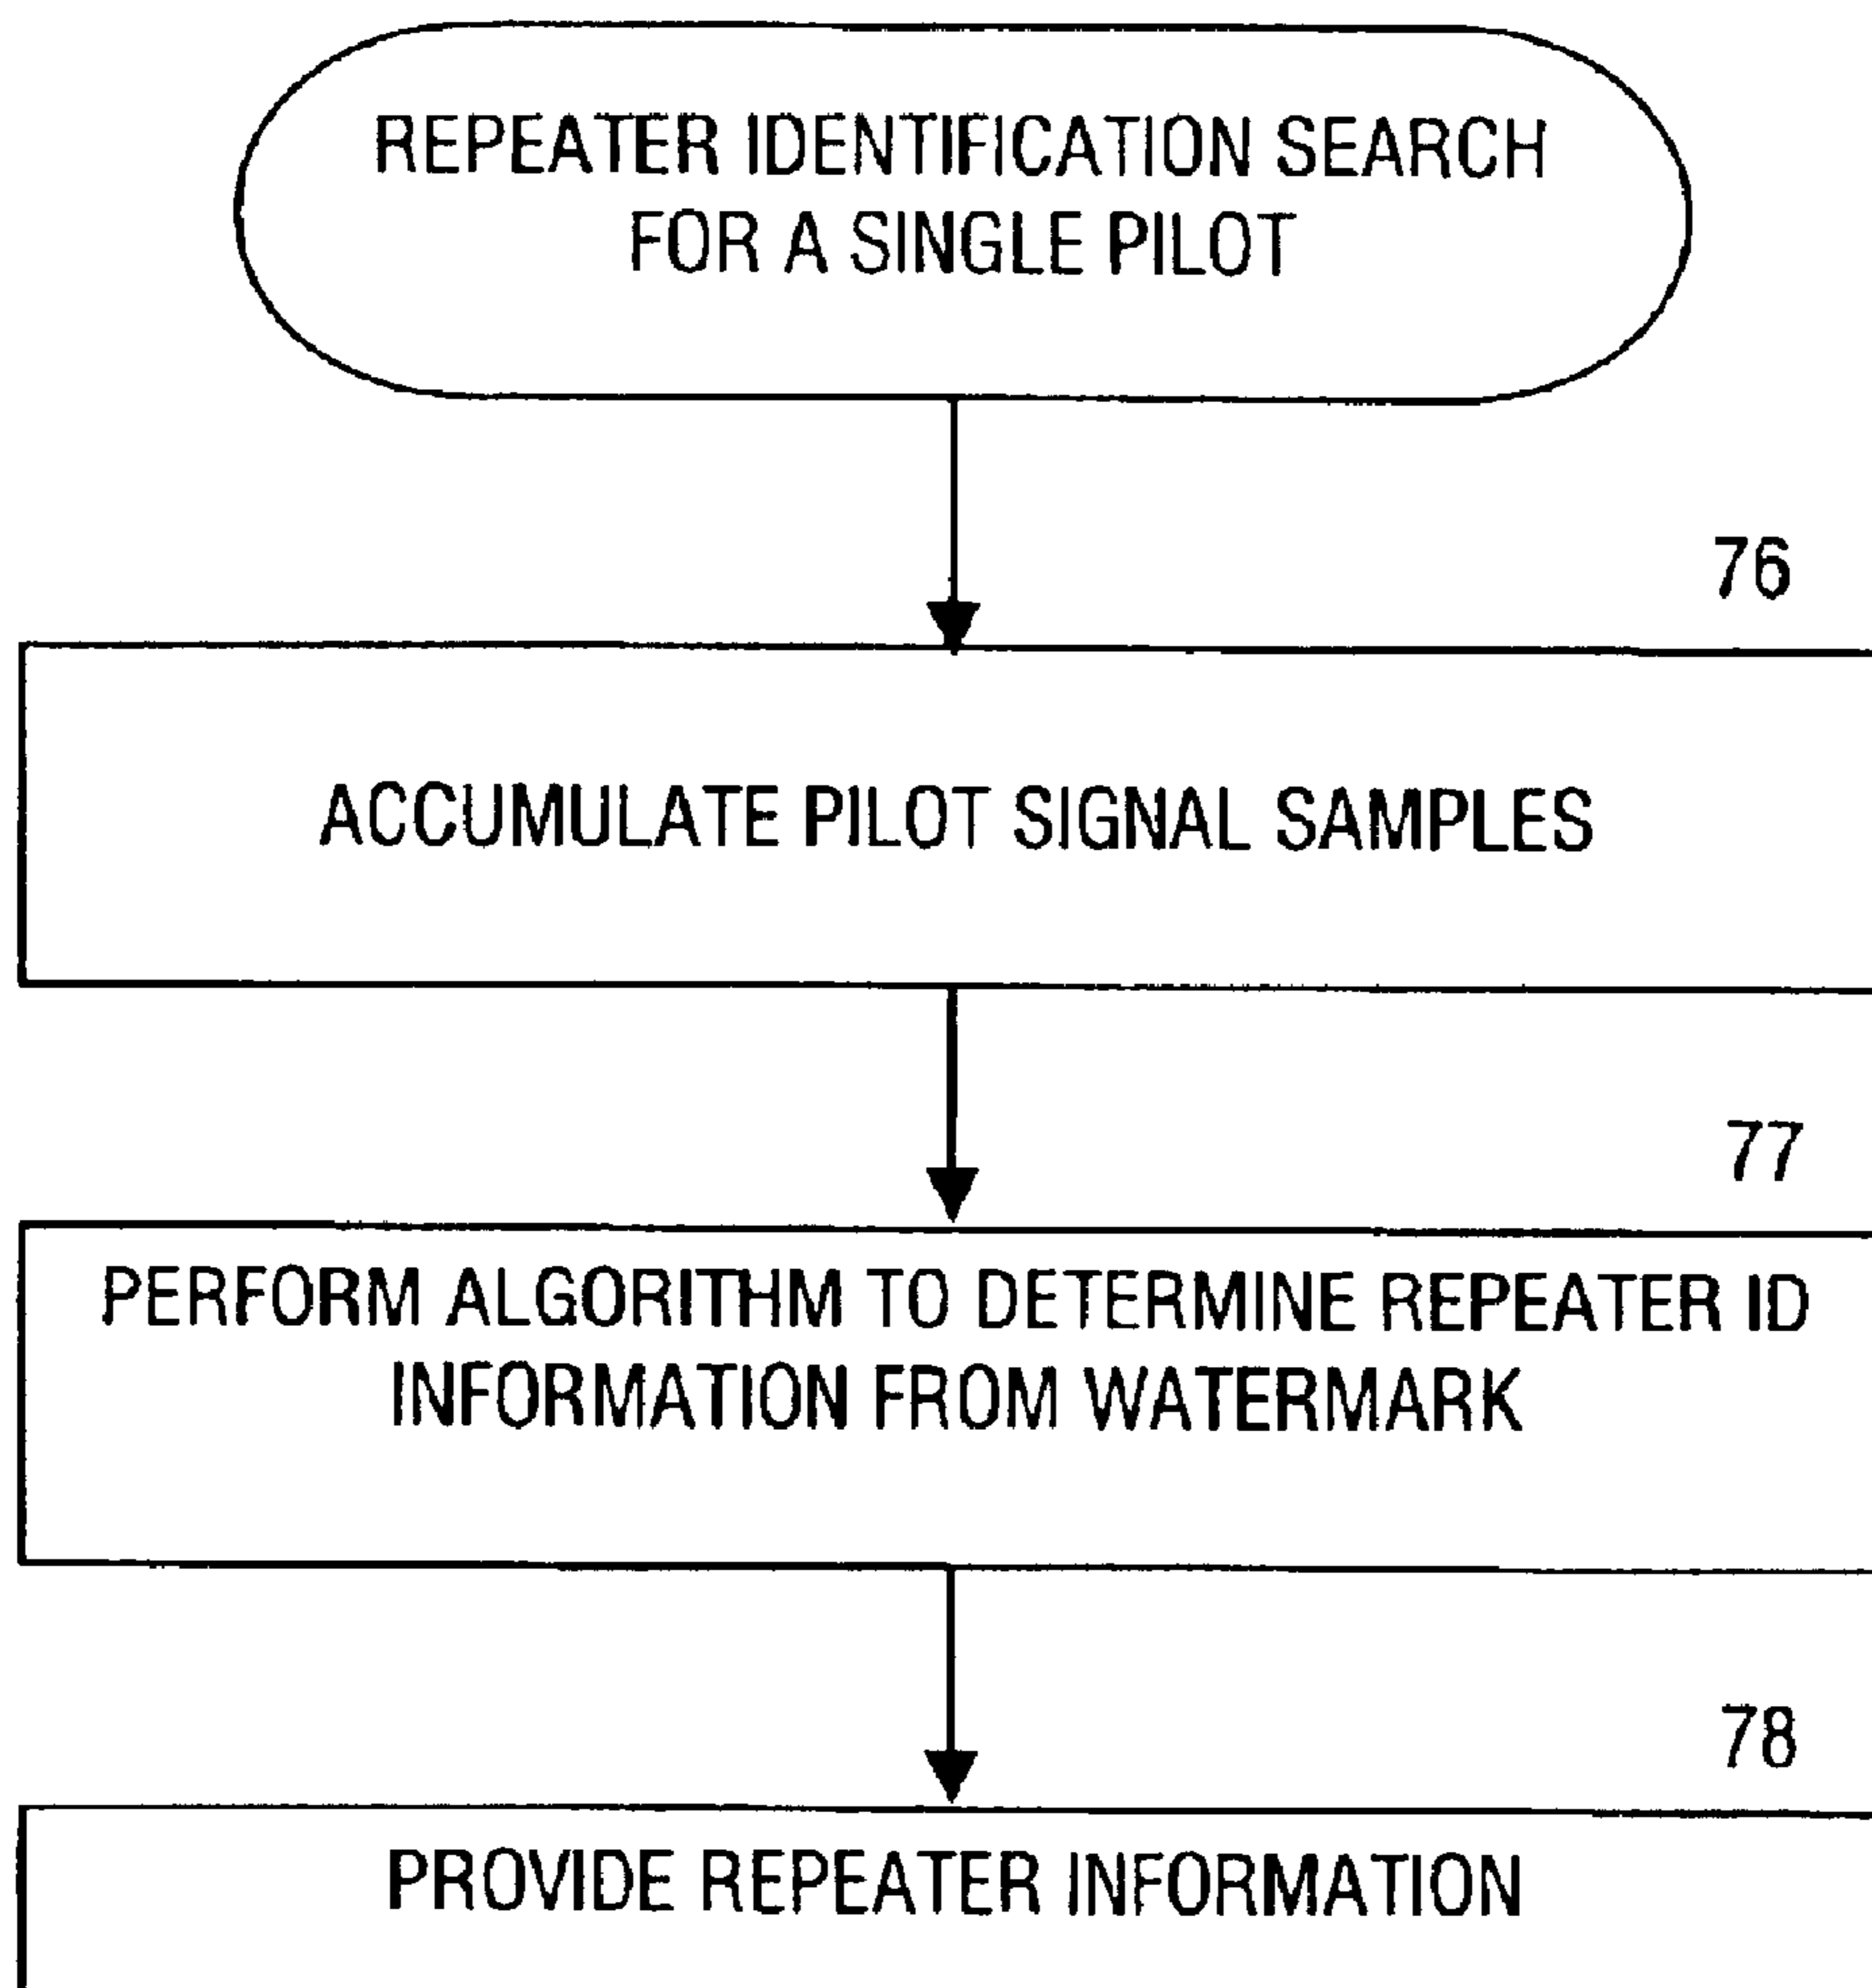 REPEATER IDENTIFICATION SEARCH
FOR A SINGLE PILOT
76
ACCUMULATE PILOT SIGNAL SAMPLES
77
PERFORM ALGORITHM TO DETERMINE REPEATER ID
INFORMATION FROM WATERMARK
78
PROVIDE REPEATER INFORMATION